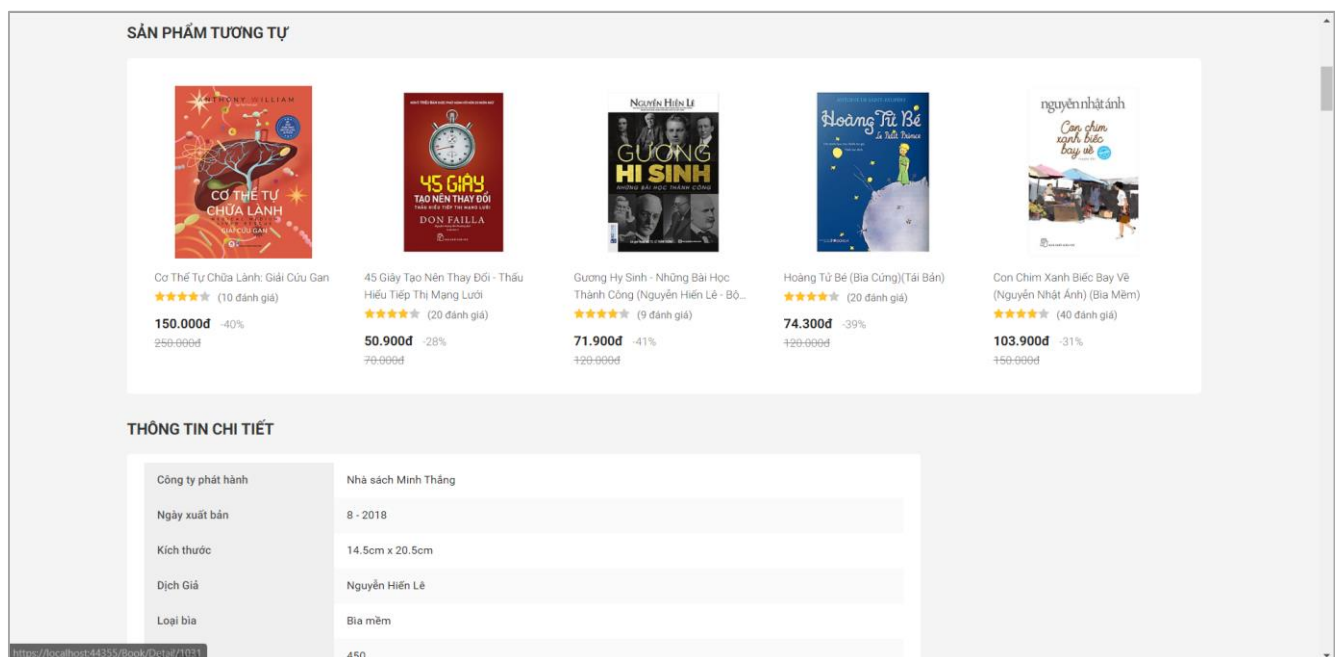 SẢN PHẨM TƯƠNG TỰ
ANTHONY WILLIAM
CƠ THỂ TỰ
CHỮA LÀNH
GIẢI CỨU GAN
45 GIÂY
TẠO NÊN THAY ĐỔI
THẤU HIỂU TIẾP THỊ MẠNG LƯỚI
DON FAILLA
NGUYỄN HIẾN LÊ
GƯƠNG
HI SINH
NHỮNG BÀI HỌC THÀNH CÔNG
Hoàng Tử Bé
Le Petit Prince
nguyễn nhật ánh
Con chim
xanh biếc
bay về
Cơ Thể Tự Chữa Lành: Giải Cứu Gan
(10 đánh giá)
150.000đ -40%
250.000đ
45 Giây Tạo Nên Thay Đổi - Thấu
Hiểu Tiếp Thị Mạng Lưới
(20 đánh giá)
50.900đ -28%
70.000đ
Gương Hy Sinh - Những Bài Học
Thành Công (Nguyễn Hiến Lê - Bộ...
(9 đánh giá)
71.900đ -41%
120.000đ
Hoàng Tử Bé (Bìa Cứng)(Tái Bản)
(20 đánh giá)
74.300đ -39%
120.000đ
Con Chim Xanh Biếc Bay Về
(Nguyễn Nhật Ánh) (Bìa Mềm)
(40 đánh giá)
103.900đ -31%
150.000đ
THÔNG TIN CHI TIẾT
Công ty phát hành Nhà sách Minh Thắng
Ngày xuất bản 8 - 2018
Kích thước 14.5cm x 20.5cm
Dịch Giả Nguyễn Hiến Lê
Loại bìa Bìa mềm
450
https://localhost:44355/Book/Detail/1031